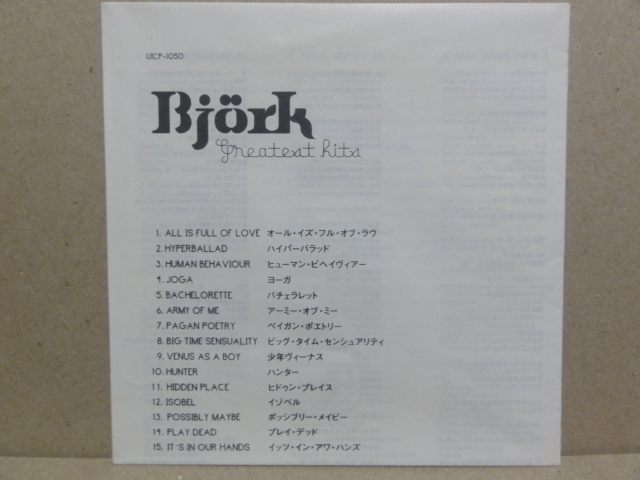 UICP-1050
Björk
Greatest hits
1. ALL IS FULL OF LOVE オール・イズ・フル・オブ・ラヴ
2. HYPERBALLAD ハイパーバラッド
3. HUMAN BEHAVIOUR ヒューマン・ビヘイヴィアー
4. JOGA ヨーガ
5. BACHELORETTE バチェラレット
6. ARMY OF ME アーミー・オブ・ミー
7. PAGAN POETRY ペイガン・ポエトリー
8. BIG TIME SENSUALITY ビッグ・タイム・センシュアリティ
9. VENUS AS A BOY 少年ヴィーナス
10. HUNTER ハンター
11. HIDDEN PLACE ヒドゥン・プレイス
12. ISOBEL イゾベル
13. POSSIBLY MAYBE ポッシブリー・メイビー
14. PLAY DEAD プレイ・デッド
15. IT'S IN OUR HANDS イッツ・イン・アワ・ハンズ